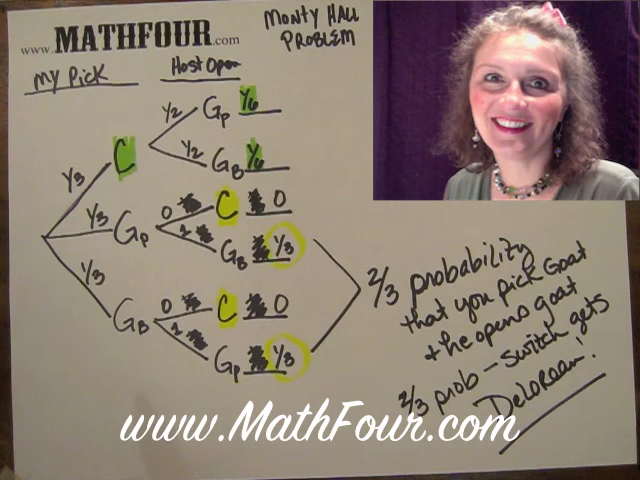 www.MATHFOUR.com
MONTY HALL
PROBLEM
My Pick
Host Open
1/2 Gp 1/6
C
1/2 GB 1/6
1/3
0 C 0
1/3 Gp
1 GB 1/3
1/3
0 C 0
GB
1 Gp 1/3
2/3 probability
that you pick Goat
+ he opens goat
2/3 prob - switch gets
DeLorean!
www.MathFour.com